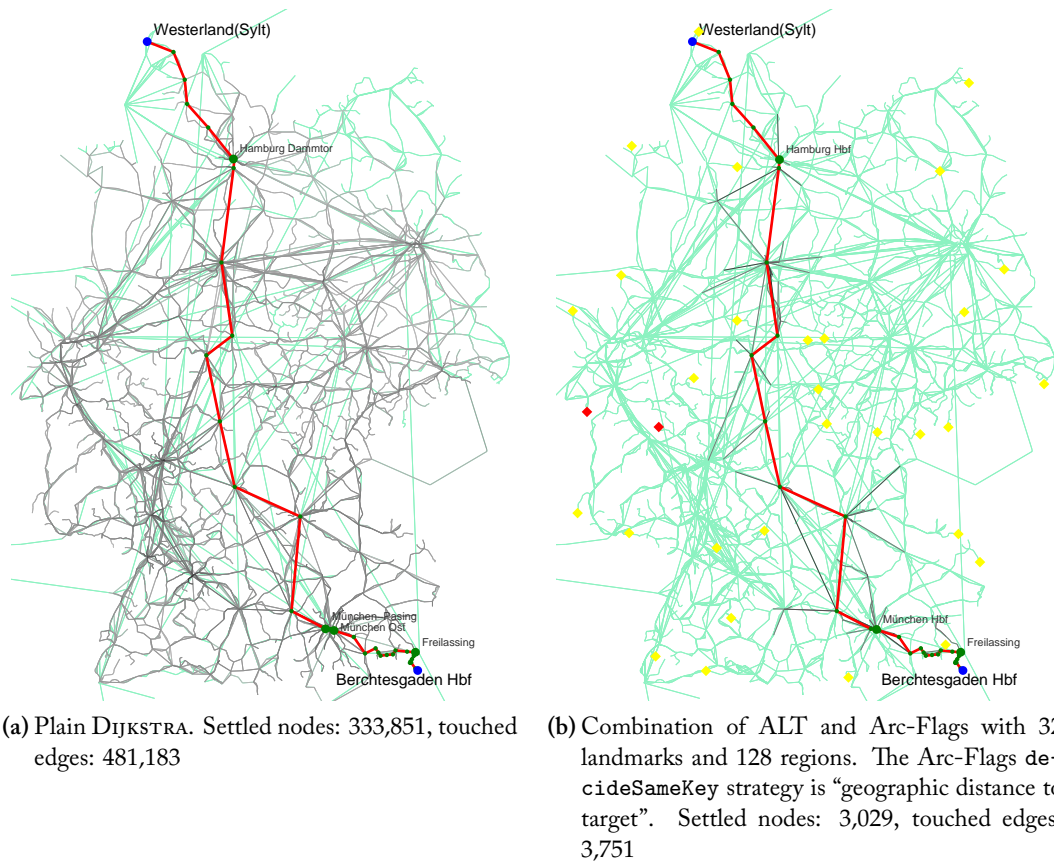 Westerland(Sylt)
Hamburg Dammtor
München-Pasing
München Ost
Freilassing
Berchtesgaden Hbf
(a) Plain DIJKSTRA. Settled nodes: 333,851, touched
edges: 481,183
Westerland(Sylt)
Hamburg Hbf
München Hbf
Freilassing
Berchtesgaden Hbf
(b) Combination of ALT and Arc-Flags with 32
landmarks and 128 regions. The Arc-Flags de-
cideSameKey strategy is “geographic distance to
target”. Settled nodes: 3,029, touched edges:
3,751